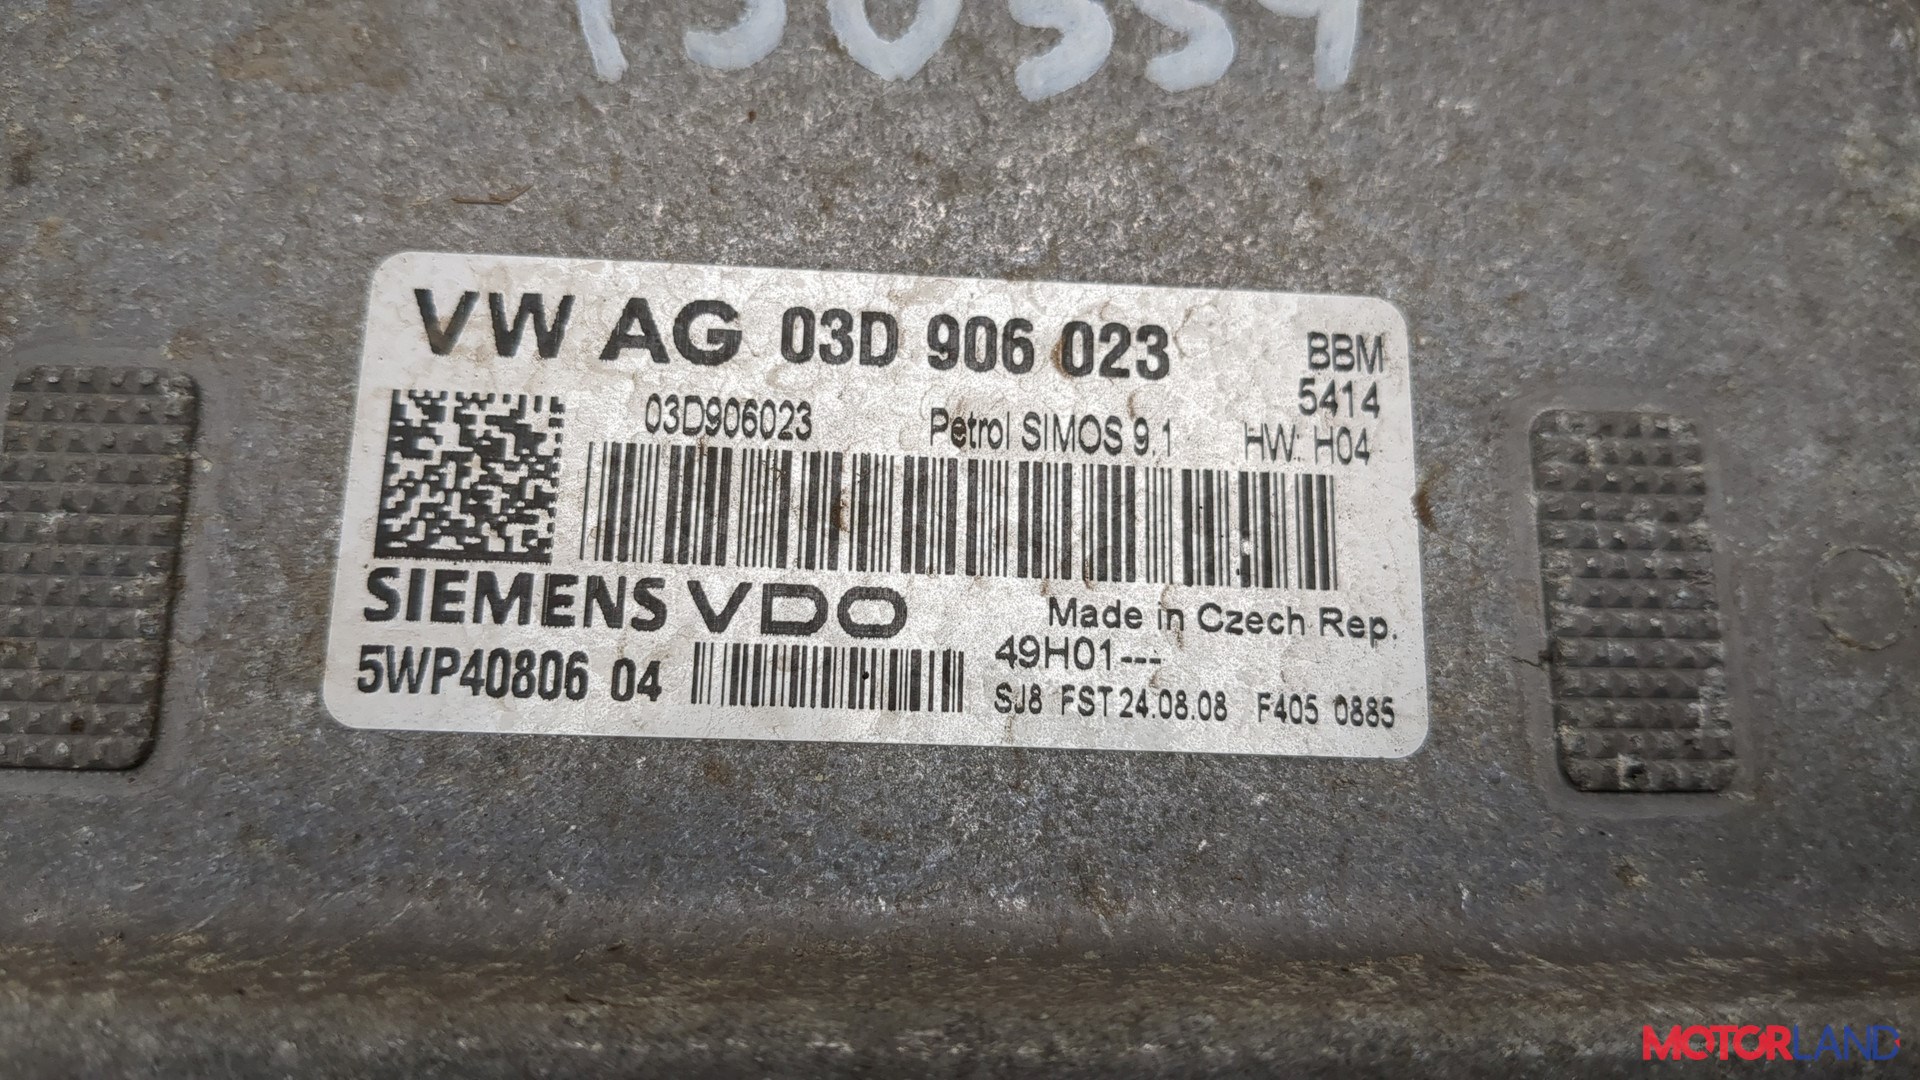 VW AG 03D 906 023
BBM
5414
03D906023 Petrol SIMOS 9.1 HW: H04
SIEMENS VDO Made in Czech Rep.
49H01---
5WP40806 04
SJ8 FST 24.08.08 F405 0885
MOTORLAND